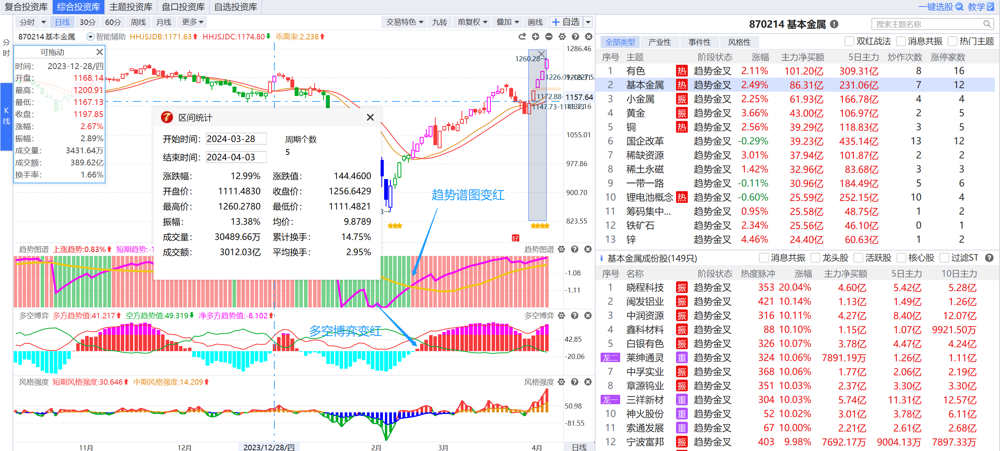 复合投资库 综合投资库 主题投资库 盘口投资库 自选投资库 一键选股 教学
分时 日线 30分 60分 周线 月线 更多 交易特色 九转 前复权 叠加 画线 自选
870214 基本金属 搜索主题名称
870214基本金属 智能辅助 HHJSJDB:1171.63 HHJSJDC:1174.80 乖离率:2.238
分时
K线
可拖动
时间: 2023-12-28/四
开盘: 1168.14
最高: 1200.91
最低: 1167.13
收盘: 1197.85
涨幅: 2.67%
振幅: 2.89%
成交量: 3431.64万
成交额: 389.62亿
换手率: 1.66%
1286.46
1260.28
1157.64
1055.01
977.86
900.70
823.55
区间统计
开始时间: 2024-03-28 周期个数
5
结束时间: 2024-04-03
涨跌幅: 12.99% 涨跌值: 144.4600
开盘价: 1111.4830 收盘价: 1256.6429
最高价: 1260.2780 最低价: 1111.4821
振幅: 13.38% 均价: 9.8789
成交量: 30489.66万 累计换手: 14.75%
成交额: 3012.03亿 平均换手: 2.95%
趋势谱图变红
好
趋势图谱 上涨趋势:0.83% 短期趋势:-1 趋势图谱
-1.08
-1.11
多空博弈 多方趋势值:41.217 空方趋势值:49.319 净多方趋势值:-8.102 多空博弈
多空博弈变红
42.85
-20.06
风格强度 短期风格强度:30.646 中期风格强度:14.209 风格强度
50.98
-81.55
11月 12月 2023/12/28/四 2月 3月 4月 日线
全部类型 产业性 事件性 风格性 双红战法 消息共振 热门主题
序号 主题 阶段状态 涨幅 主力净买额 5日主力 炒作次数 涨停家数
1 有色 热 趋势金叉 2.11% 101.20亿 309.31亿 8 16
2 基本金属 热 趋势金叉 2.49% 86.31亿 231.06亿 7 12
3 小金属 振 趋势金叉 2.25% 61.93亿 166.78亿 4 4
4 黄金 振 趋势金叉 3.66% 43.00亿 106.97亿 2 5
5 铜 热 趋势金叉 2.56% 39.29亿 118.83亿 3 5
6 国企改革 趋势金叉 -0.29% 39.23亿 435.14亿 13 12
7 稀缺资源 趋势金叉 3.01% 37.94亿 101.87亿 2 2
8 稀土永磁 趋势金叉 1.42% 32.96亿 83.68亿 3 3
9 一带一路 趋势金叉 -0.11% 30.96亿 184.49亿 5 6
10 锂电池概念 热 趋势金叉 -0.60% 25.59亿 252.15亿 10 4
11 筹码集中... 趋势金叉 0.95% 25.58亿 48.75亿 1 2
12 铁矿石 趋势金叉 2.34% 25.56亿 46.10亿 0 1
13 锌 趋势金叉 4.46% 24.40亿 60.63亿 1 2
基本金属成份股(149只) 消息共振 龙头股 活跃股 核心股 过滤ST
序号 名称 阶段状态 热度脉冲 涨幅 主力净买额 5日主力 10日主力
1 晓程科技 振 趋势金叉 353 20.04% 4.60亿 5.42亿 5.28亿
2 闽发铝业 振 趋势金叉 421 10.14% 1.13亿 1.49亿 1.26亿
3 中润资源 振 趋势金叉 316 10.11% 4.27亿 8.40亿 12.07亿
4 鑫科材料 振 趋势金叉 88 10.10% 1.15亿 1.07亿 9921.50万
5 白银有色 振 趋势金叉 326 10.07% 3.78亿 4.47亿 4.24亿
龙二 莱绅通灵 重 趋势金叉 324 10.06% 7891.19万 1.26亿 1.11亿
7 中孚实业 振 趋势金叉 368 10.06% 1.77亿 2.06亿 2.19亿
8 章源钨业 振 趋势金叉 351 10.03% 2.37亿 3.30亿 3.30亿
龙一 三祥新材 重 趋势金叉 304 10.03% 5.74亿 11.31亿 12.57亿
10 神火股份 重 趋势金叉 52 10.02% 3.01亿 3.78亿 6.11亿
11 索通发展 重 趋势金叉 67 10.00% 2.21亿 2.61亿 2.68亿
12 宁波富邦 振 趋势金叉 403 9.98% 7692.17万 9004.13万 7897.33万